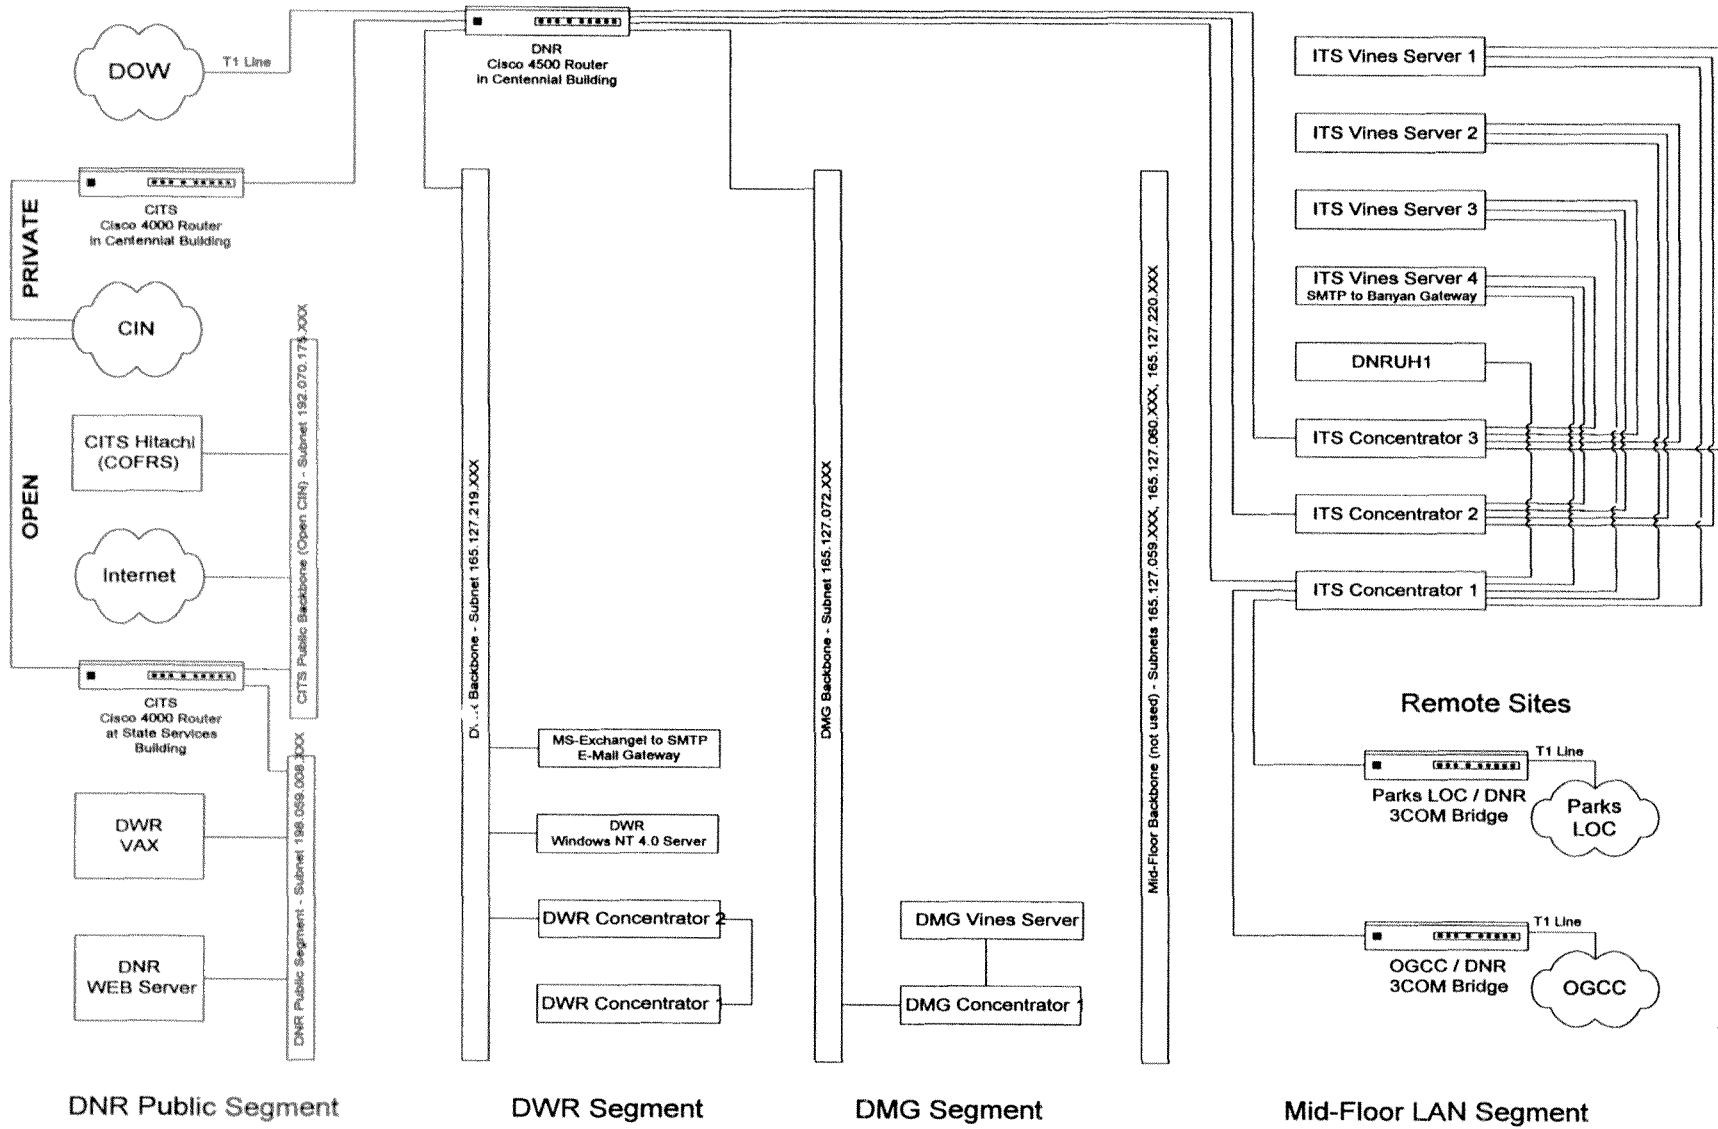 DOW
T1 Line
DNR
Cisco 4500 Router
in Centennial Building
CITS
Cisco 4000 Router
in Centennial Building
PRIVATE
CIN
OPEN
CITS Hitachi
(COFRS)
Internet
CITS
Cisco 4000 Router
at State Services
Building
DWR
VAX
DNR
WEB Server
CITS Public Backbone (Open CIN) - Subnet 192.070.175.XXX
DNR Public Segment - Subnet 198.059.008.XXX
DNR Public Segment
Backbone - Subnet 165.127.219.XXX
MS-Exchangel to SMTP
E-Mail Gateway
DWR
Windows NT 4.0 Server
DWR Concentrator 2
DWR Concentrator 1
DWR Segment
DMG Backbone - Subnet 165.127.072.XXX
DMG Vines Server
DMG Concentrator 1
DMG Segment
Mid-Floor Backbone (not used) - Subnets 165.127.059.XXX, 165.127.060.XXX, 165.127.220.XXX
ITS Vines Server 1
ITS Vines Server 2
ITS Vines Server 3
ITS Vines Server 4
SMTP to Banyan Gateway
DNRUH1
ITS Concentrator 3
ITS Concentrator 2
ITS Concentrator 1
Remote Sites
T1 Line
Parks LOC / DNR
3COM Bridge
Parks
LOC
T1 Line
OGCC / DNR
3COM Bridge
OGCC
Mid-Floor LAN Segment